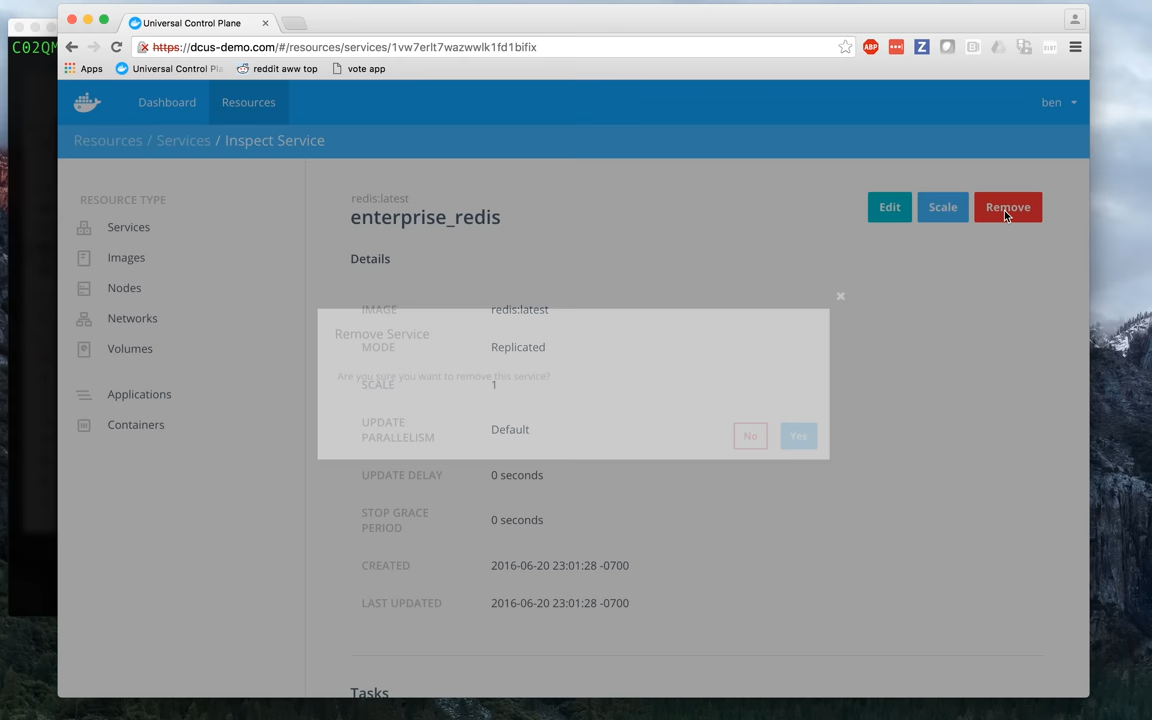 Universal Control Plane
C02QM
https://dcus-demo.com/#/resources/services/1vw7erlt7wazwwlk1fd1bifix
ABP
Z
B
Apps Universal Control Pla reddit aww top vote app
Dashboard Resources ben
Resources / Services / Inspect Service
RESOURCE TYPE
Services
Images
Nodes
Networks
Volumes
Applications
Containers
redis:latest
enterprise_redis
Edit Scale Remove
Details
IMAGE redis:latest
Remove Service
MODE Replicated
Are you sure you want to remove this service?
SCALE 1
UPDATE
PARALLELISM Default
No Yes
UPDATE DELAY 0 seconds
STOP GRACE
PERIOD 0 seconds
CREATED 2016-06-20 23:01:28 -0700
LAST UPDATED 2016-06-20 23:01:28 -0700
Tasks